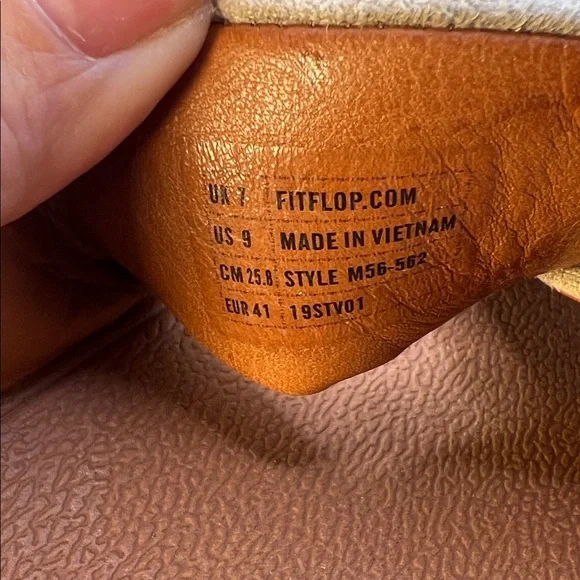 UK 7 FITFLOP.COM
US 9 MADE IN VIETNAM
CM 25.8 STYLE M56-562
EUR 41 19STV01